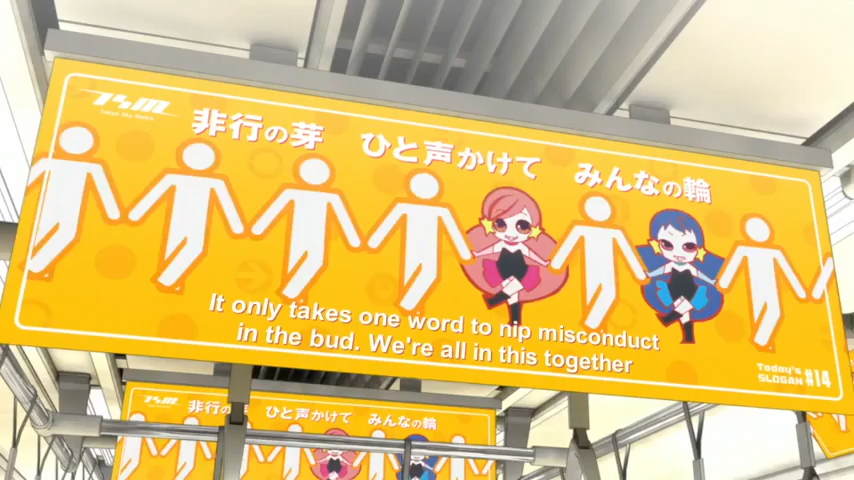 TSM
Tokyo Sky Metro
非行の芽 ひと声かけて みんなの輪
It only takes one word to nip misconduct
in the bud. We're all in this together
Today's
SLOGAN #14
TSM
非行の芽 ひと声かけて みんなの輪